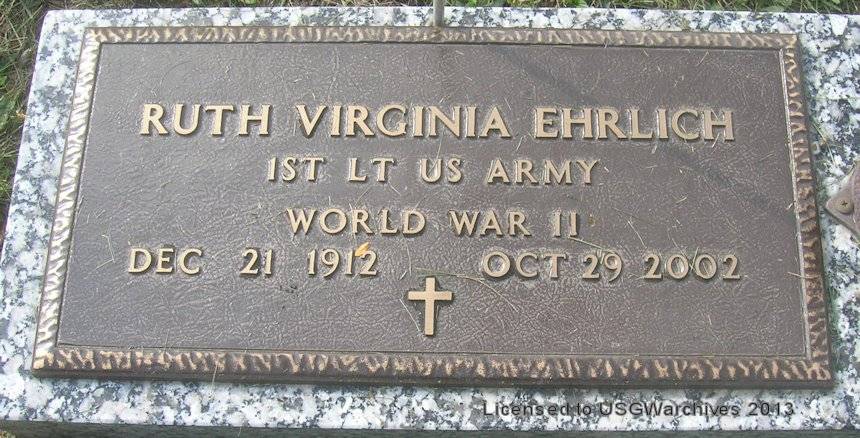 RUTH VIRGINIA EHRLICH
1ST LT US ARMY
WORLD WAR II
DEC 21 1912 OCT 29 2002
Licensed to USGWarchives 2013